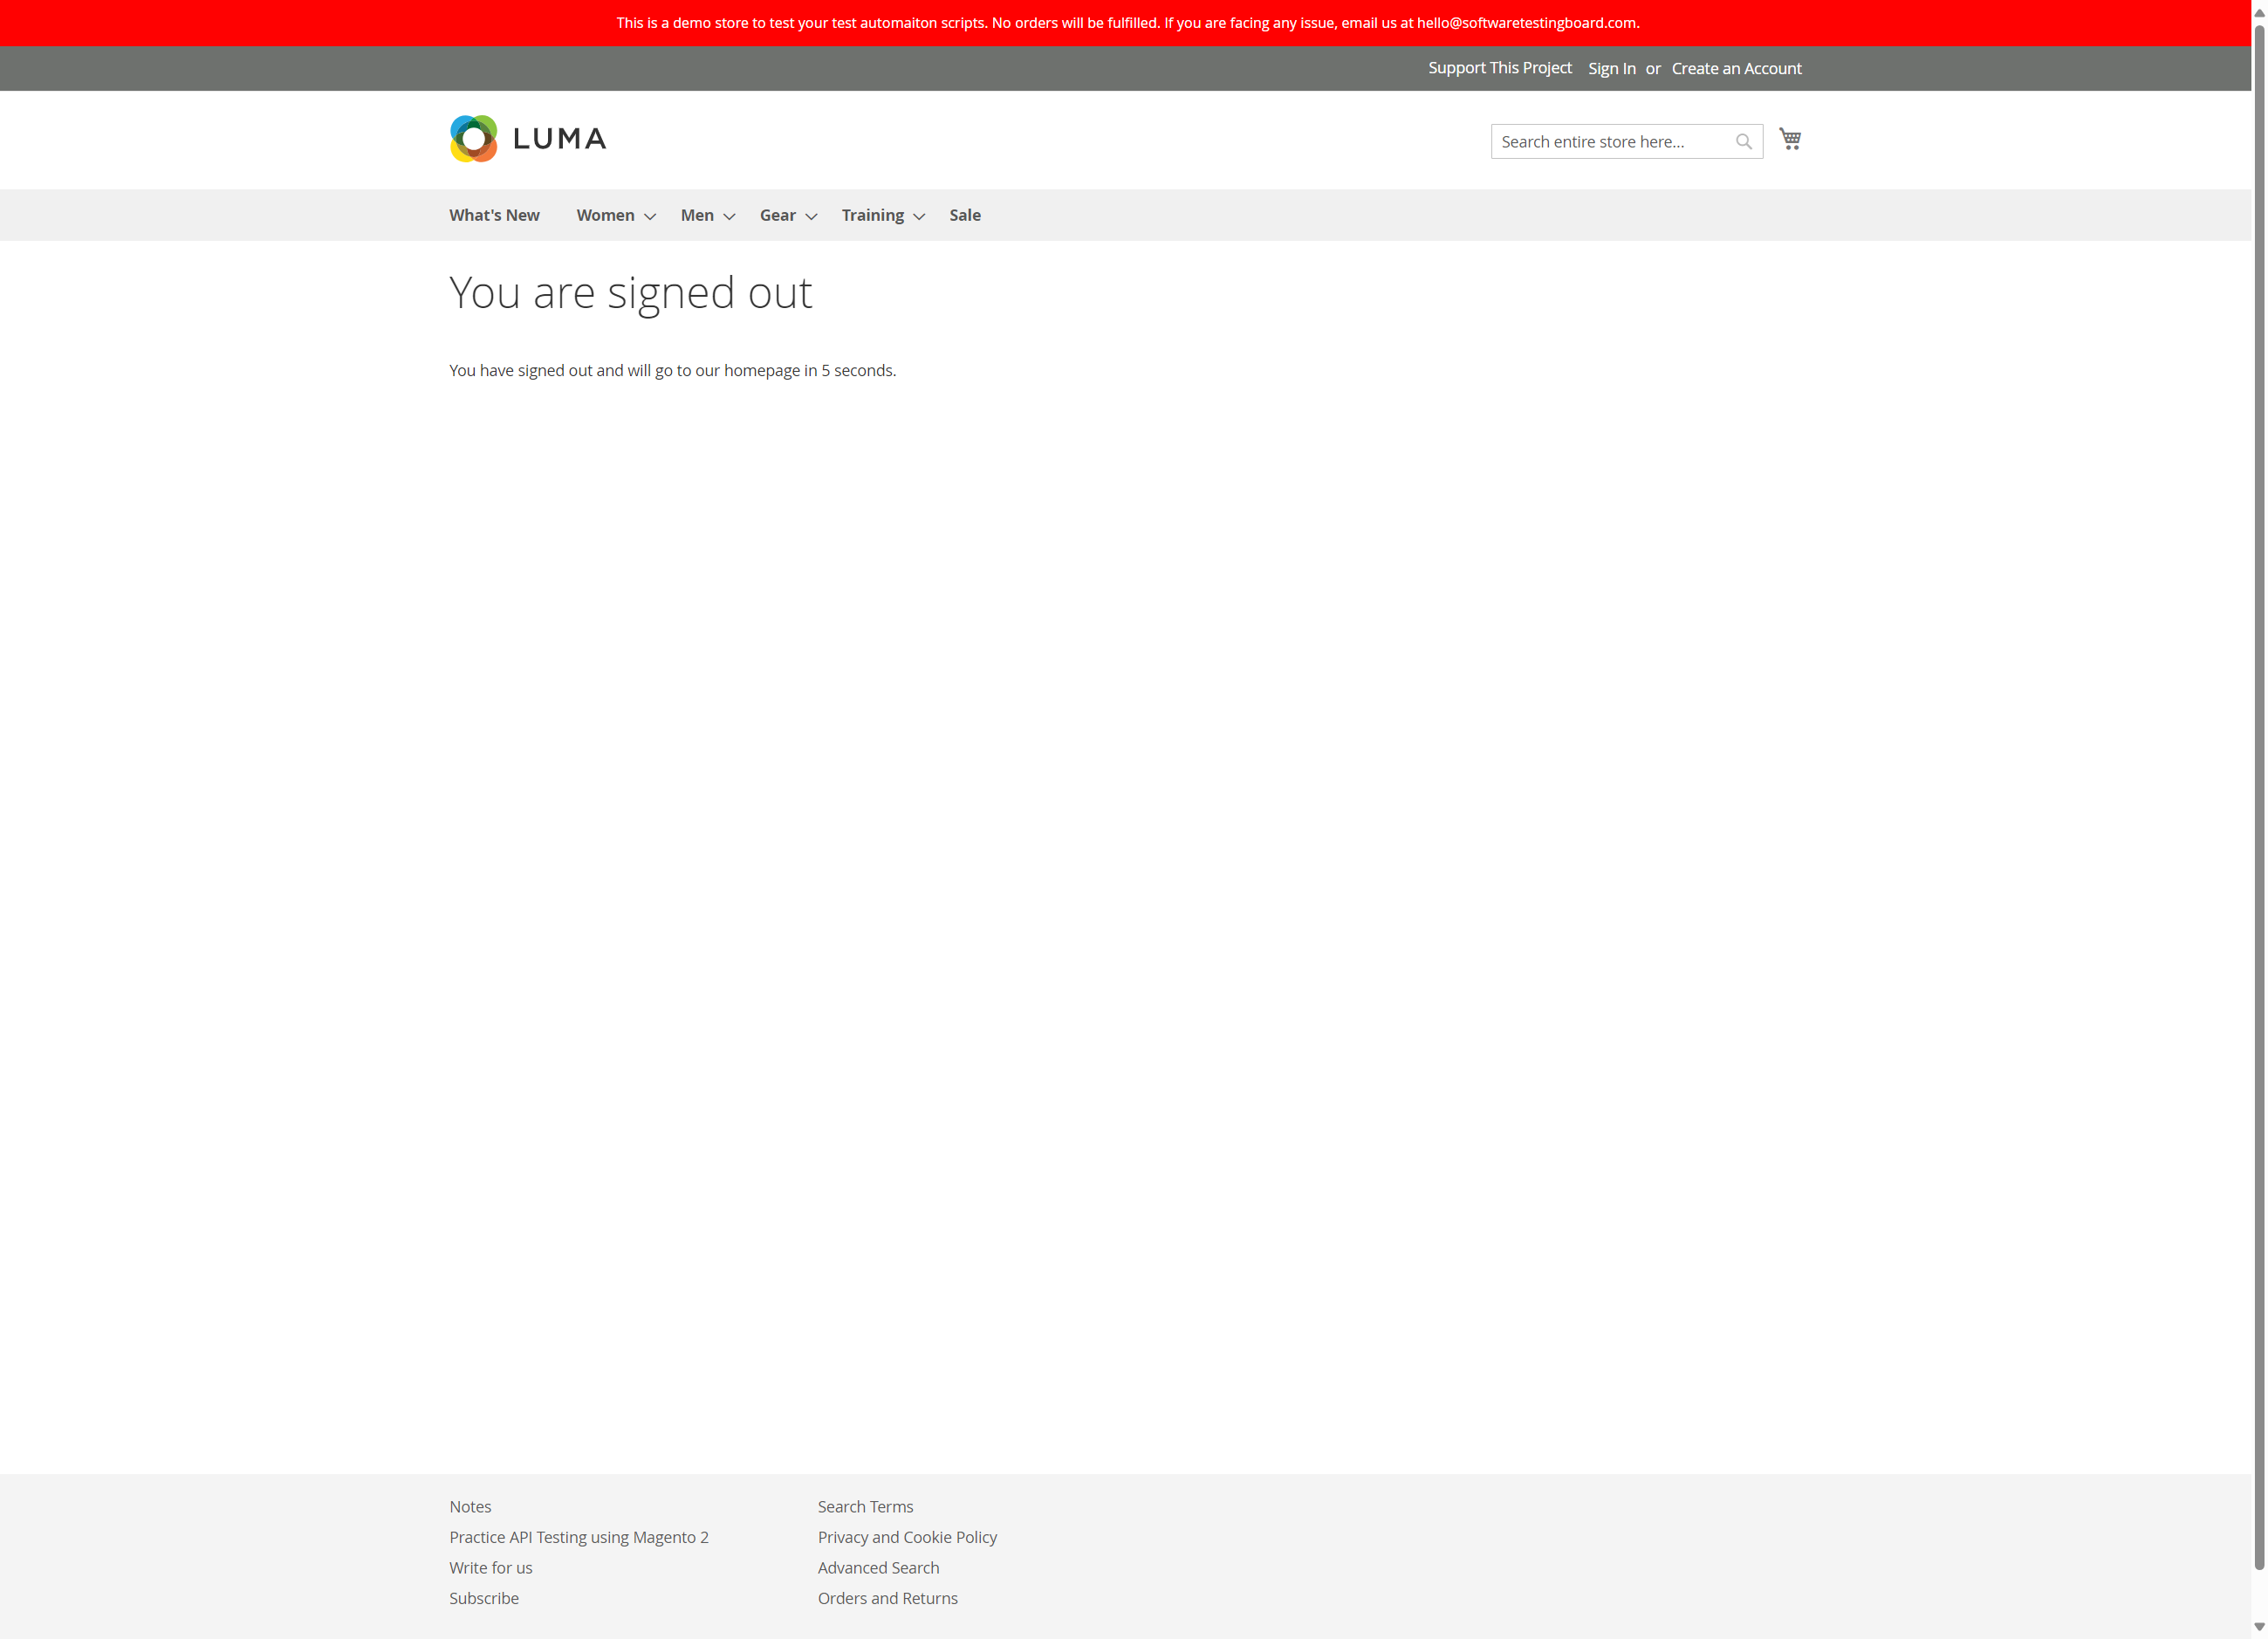 This is a demo store to test your test automaiton scripts. No orders will be fulfilled. If you are facing any issue, email us at hello@softwaretestingboard.com.
Support This Project Sign In or Create an Account
LUMA
Search entire store here...
What's New Women Men Gear Training Sale
You are signed out
You have signed out and will go to our homepage in 5 seconds.
Notes
Practice API Testing using Magento 2
Write for us
Subscribe
Search Terms
Privacy and Cookie Policy
Advanced Search
Orders and Returns